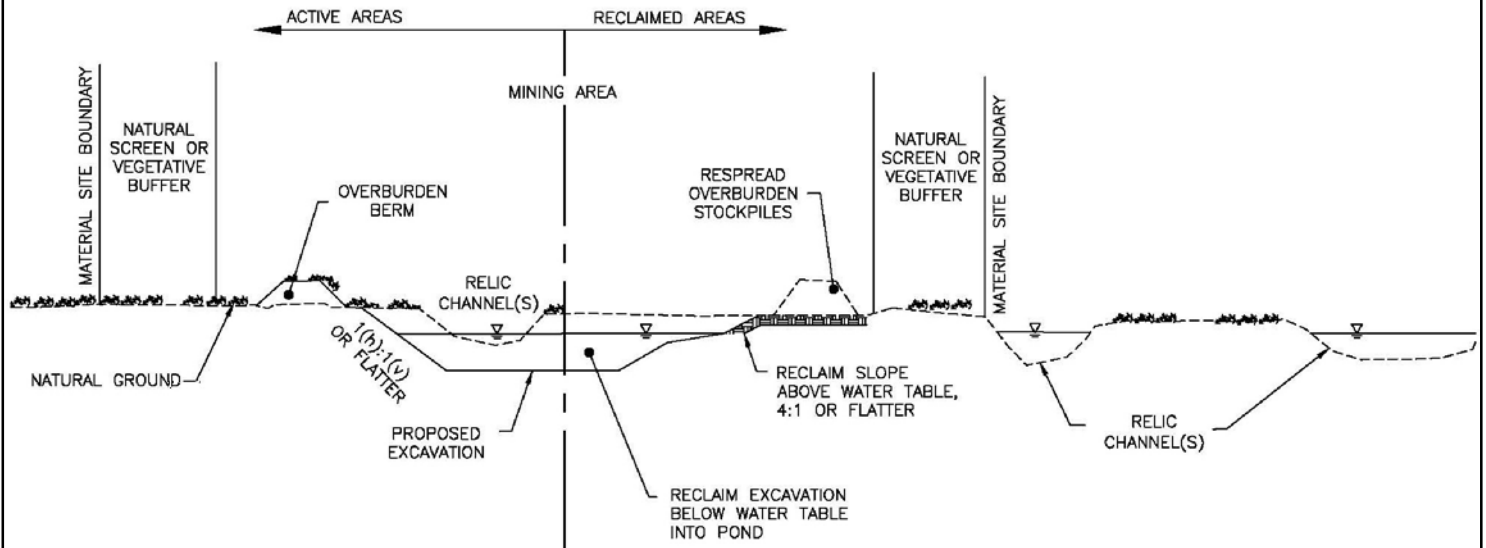 ACTIVE AREAS
RECLAIMED AREAS
MINING AREA
MATERIAL SITE BOUNDARY
NATURAL
SCREEN OR
VEGETATIVE
BUFFER
OVERBURDEN
BERM
RELIC
CHANNEL(S)
RESPREAD
OVERBURDEN
STOCKPILES
NATURAL
SCREEN OR
VEGETATIVE
BUFFER
MATERIAL SITE BOUNDARY
NATURAL GROUND
1(h):1(v)
OR FLATTER
PROPOSED
EXCAVATION
RECLAIM SLOPE
ABOVE WATER TABLE,
4:1 OR FLATTER
RELIC
CHANNEL(S)
RECLAIM EXCAVATION
BELOW WATER TABLE
INTO POND